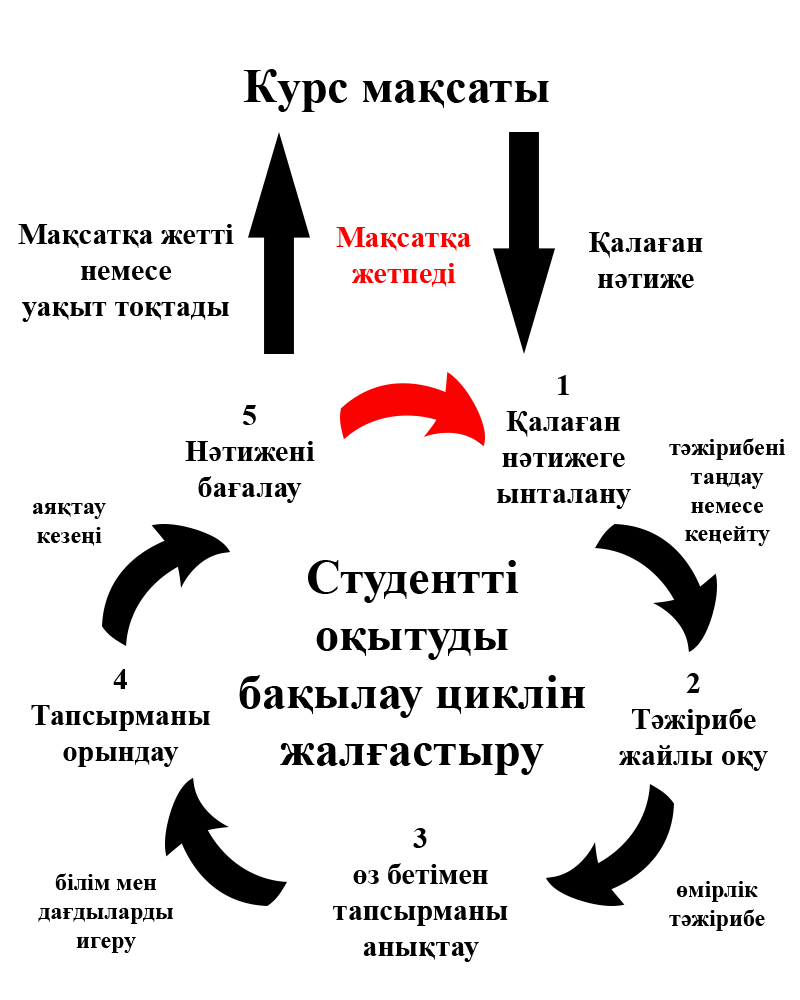 Курс мақсаты
Мақсатқа жетті
немесе
уақыт тоқтады
Мақсатқа
жетпеді
Қалаған
нәтиже
1
Қалаған
нәтижеге
ынталану
тәжірибені
таңдау
немесе
кеңейту
2
Тәжірибе
жайлы оқу
өмірлік
тәжірибе
3
өз бетімен
тапсырманы
анықтау
білім мен
дағдыларды
игеру
4
Тапсырманы
орындау
аяқтау
кезеңі
5
Нәтижені
бағалау
Студентті
оқытуды
бақылау циклін
жалғастыру